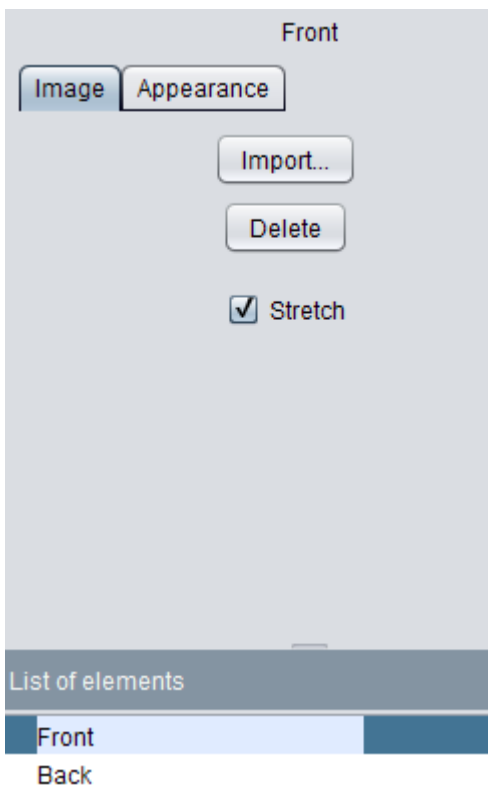 Front
Image Appearance
Import...
Delete
Stretch
List of elements
Front
Back